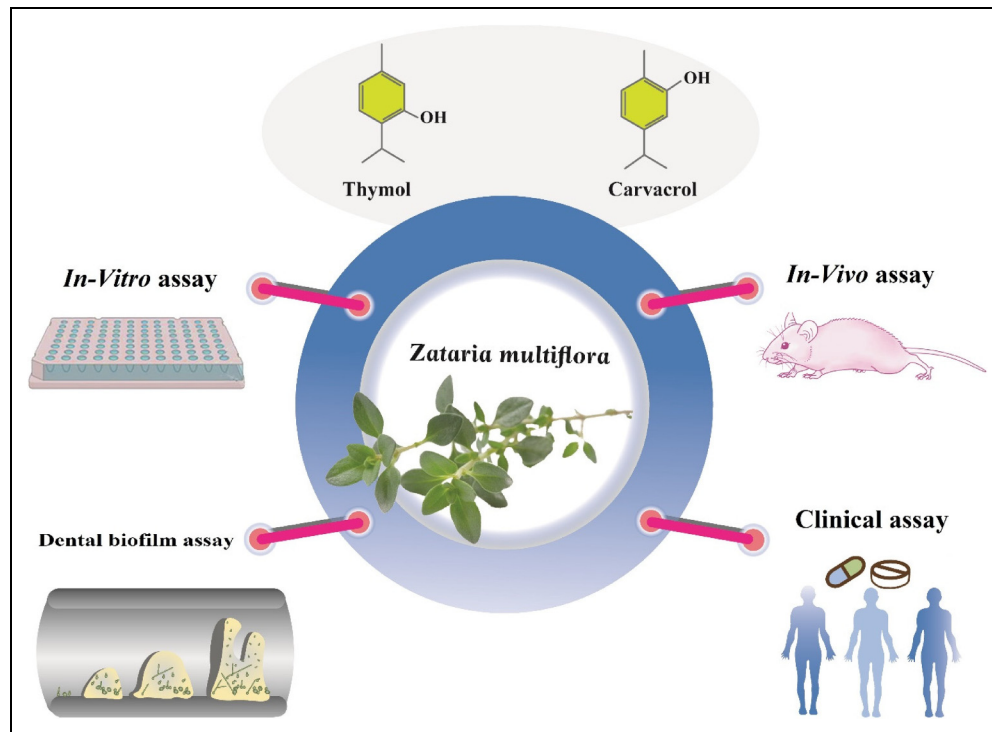 OH
OH
Thymol
Carvacrol
In-Vitro assay
In-Vivo assay
Zataria multiflora
Dental biofilm assay
Clinical assay